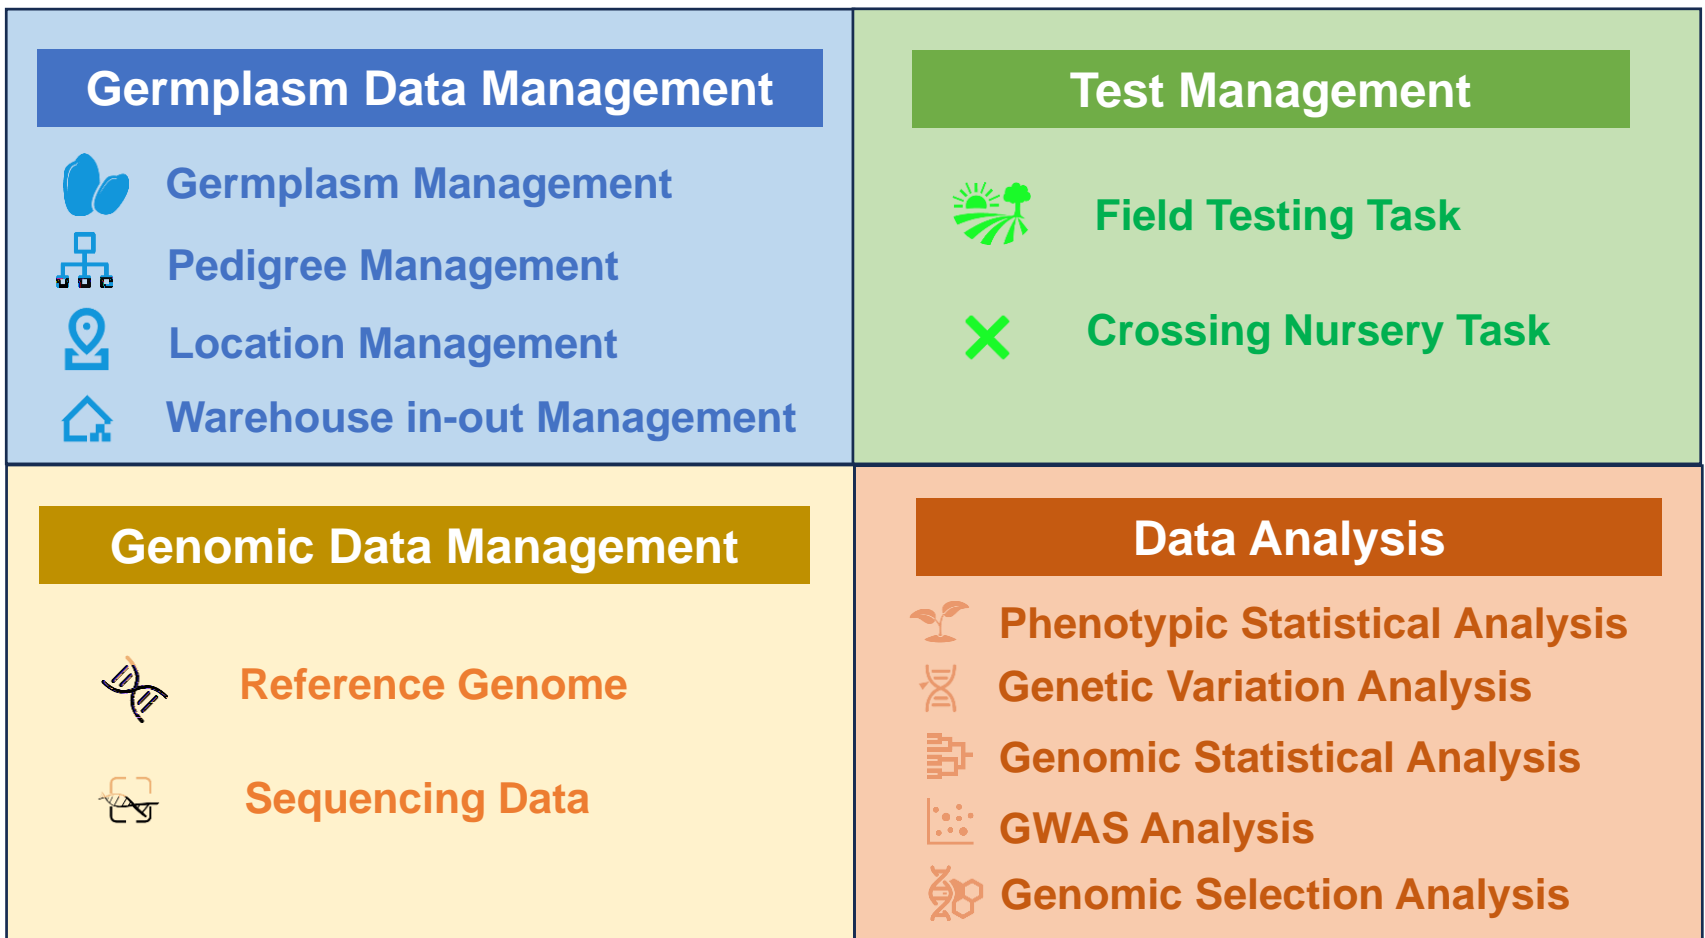 Germplasm Data Management
Germplasm Management
Pedigree Management
Location Management
Warehouse in-out Management
Test Management
Field Testing Task
Crossing Nursery Task
Genomic Data Management
Reference Genome
Sequencing Data
Data Analysis
Phenotypic Statistical Analysis
Genetic Variation Analysis
Genomic Statistical Analysis
GWAS Analysis
Genomic Selection Analysis